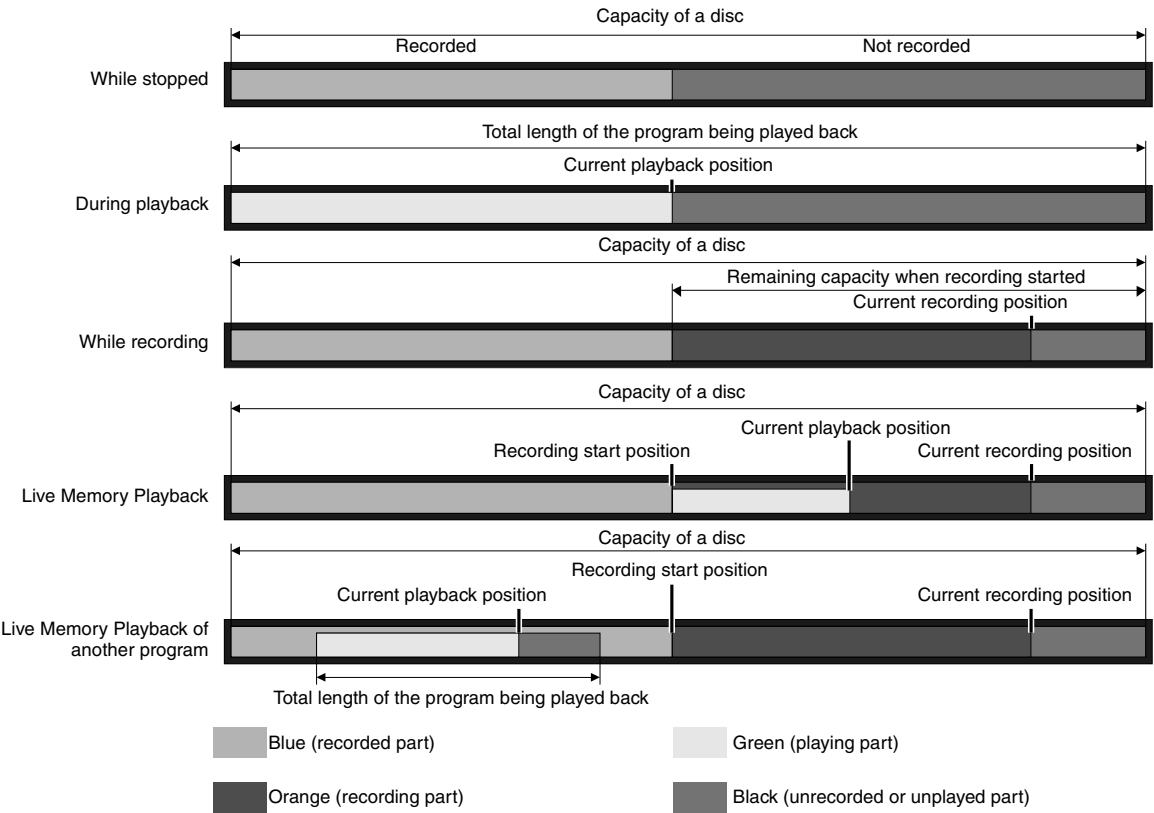 Capacity of a disc
Recorded
Not recorded
While stopped
Total length of the program being played back
Current playback position
During playback
Capacity of a disc
Remaining capacity when recording started
Current recording position
While recording
Capacity of a disc
Current playback position
Recording start position
Current recording position
Live Memory Playback
Capacity of a disc
Recording start position
Current playback position
Current recording position
Live Memory Playback of
another program
Total length of the program being played back
Blue (recorded part)
Green (playing part)
Orange (recording part)
Black (unrecorded or unplayed part)